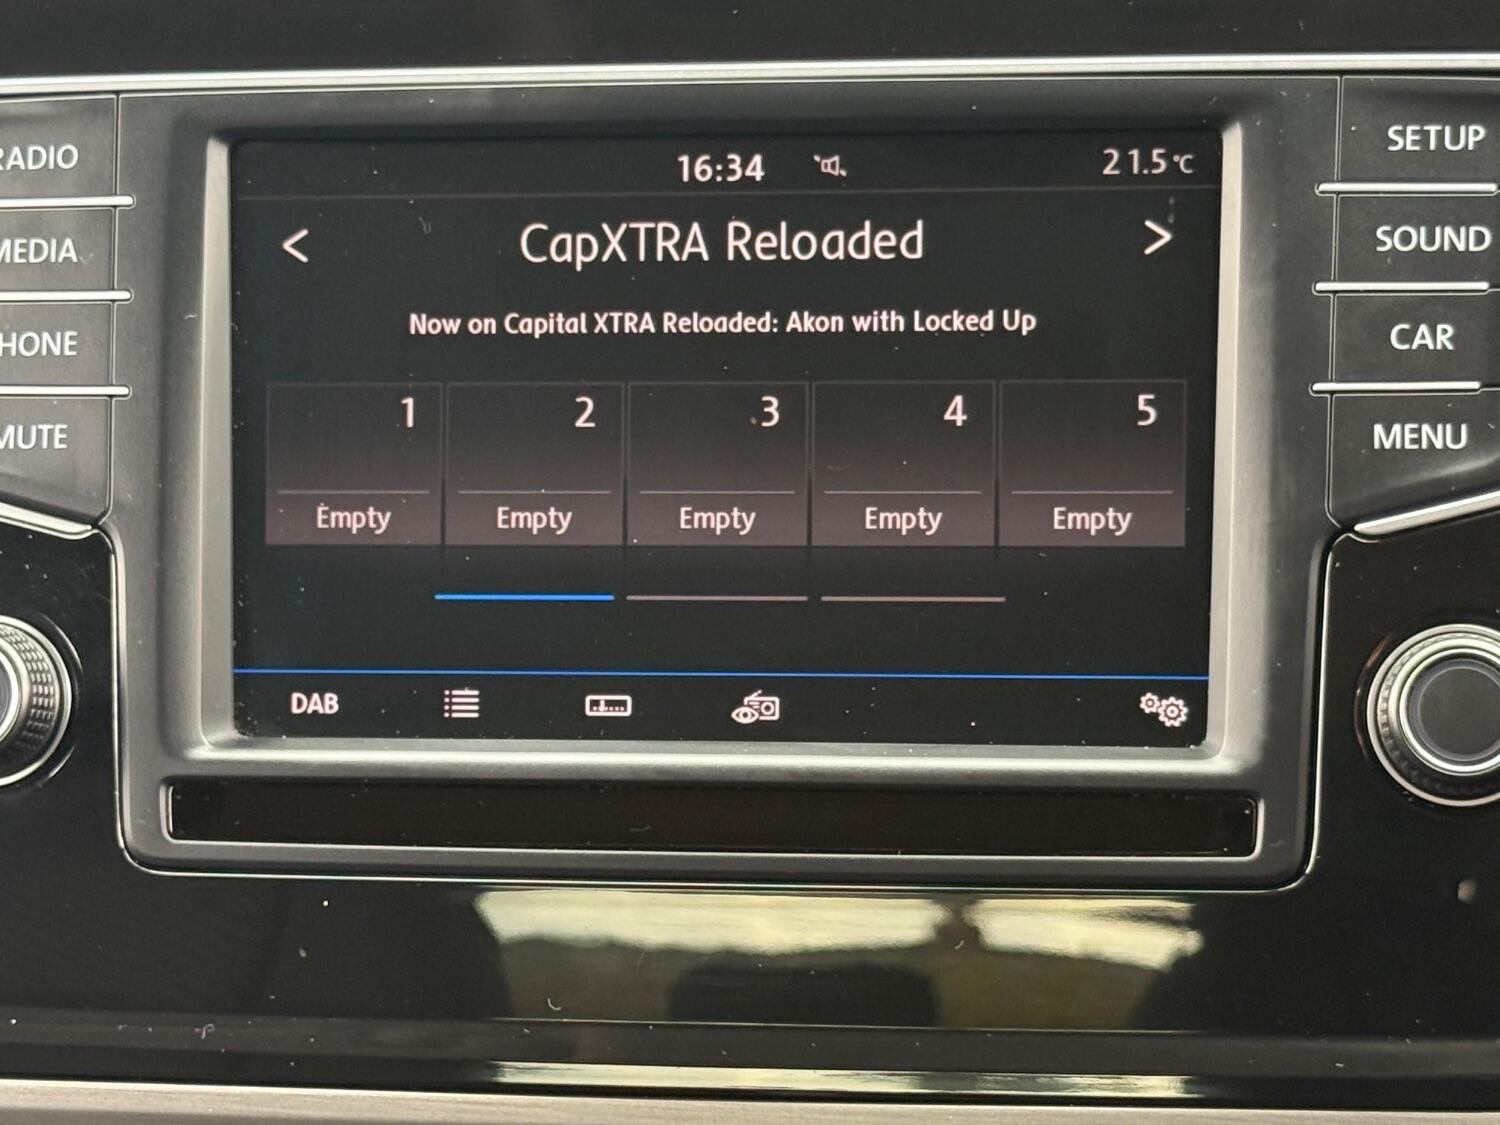 RADIO
MEDIA
PHONE
MUTE
16:34
21.5°C
< CapXTRA Reloaded >
Now on Capital XTRA Reloaded: Akon with Locked Up
1 2 3 4 5
Empty Empty Empty Empty Empty
DAB
SETUP
SOUND
CAR
MENU